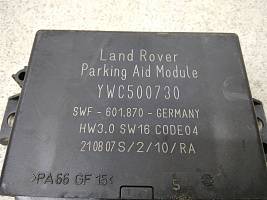 Land Rover
Parking Aid Module
YWC500730
SWF - 601.870 - GERMANY
HW3.0 SW16 CODE04
210807 S/2/10/RA
>PA66 GF15<
5